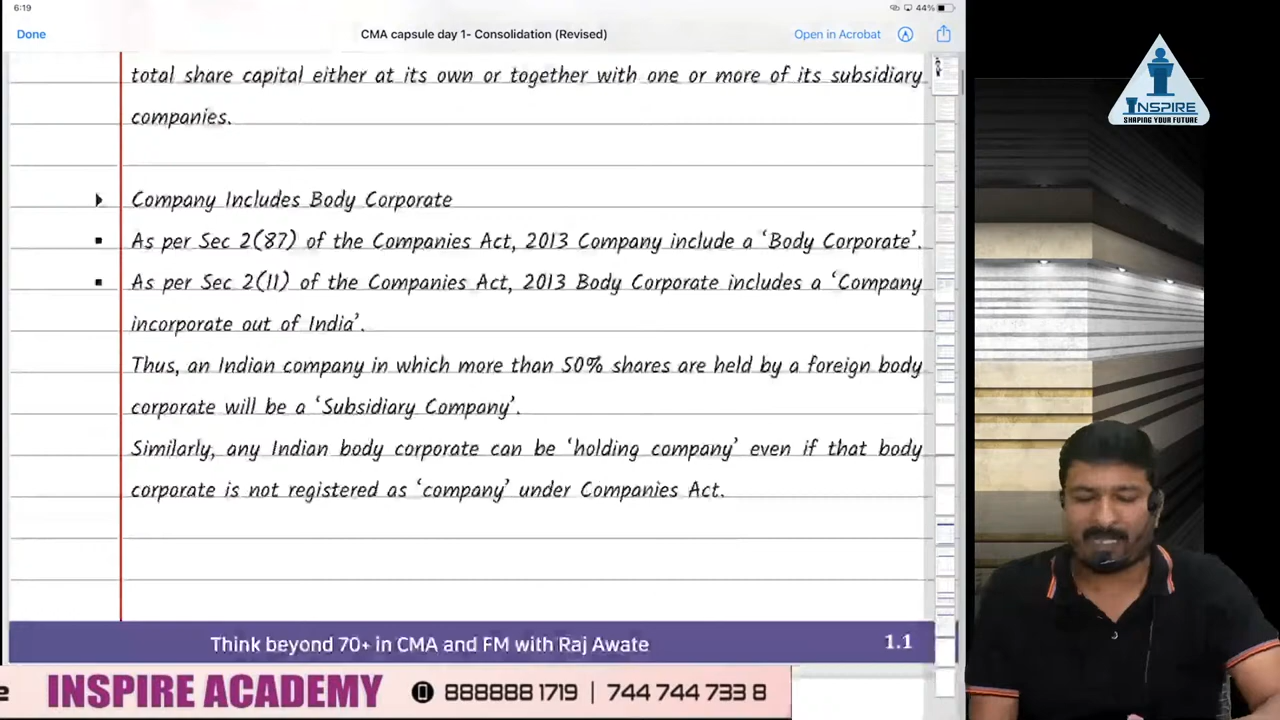 6:19
44%
Done
CMA capsule day 1- Consolidation (Revised)
Open in Acrobat
INSPIRE
SHAPING YOUR FUTURE
total share capital either at its own or together with one or more of its subsidiary
companies.
Company Includes Body Corporate
As per Sec 2(87) of the Companies Act, 2013 Company include a ‘Body Corporate’.
As per Sec 2(11) of the Companies Act, 2013 Body Corporate includes a ‘Company
incorporate out of India’.
Thus, an Indian company in which more than 50% shares are held by a foreign body
corporate will be a ‘Subsidiary Company’.
Similarly, any Indian body corporate can be ‘holding company’ even if that body
corporate is not registered as ‘company’ under Companies Act.
Think beyond 70+ in CMA and FM with Raj Awate
1.1
e INSPIRE ACADEMY 888888 1719 | 744 744 733 8